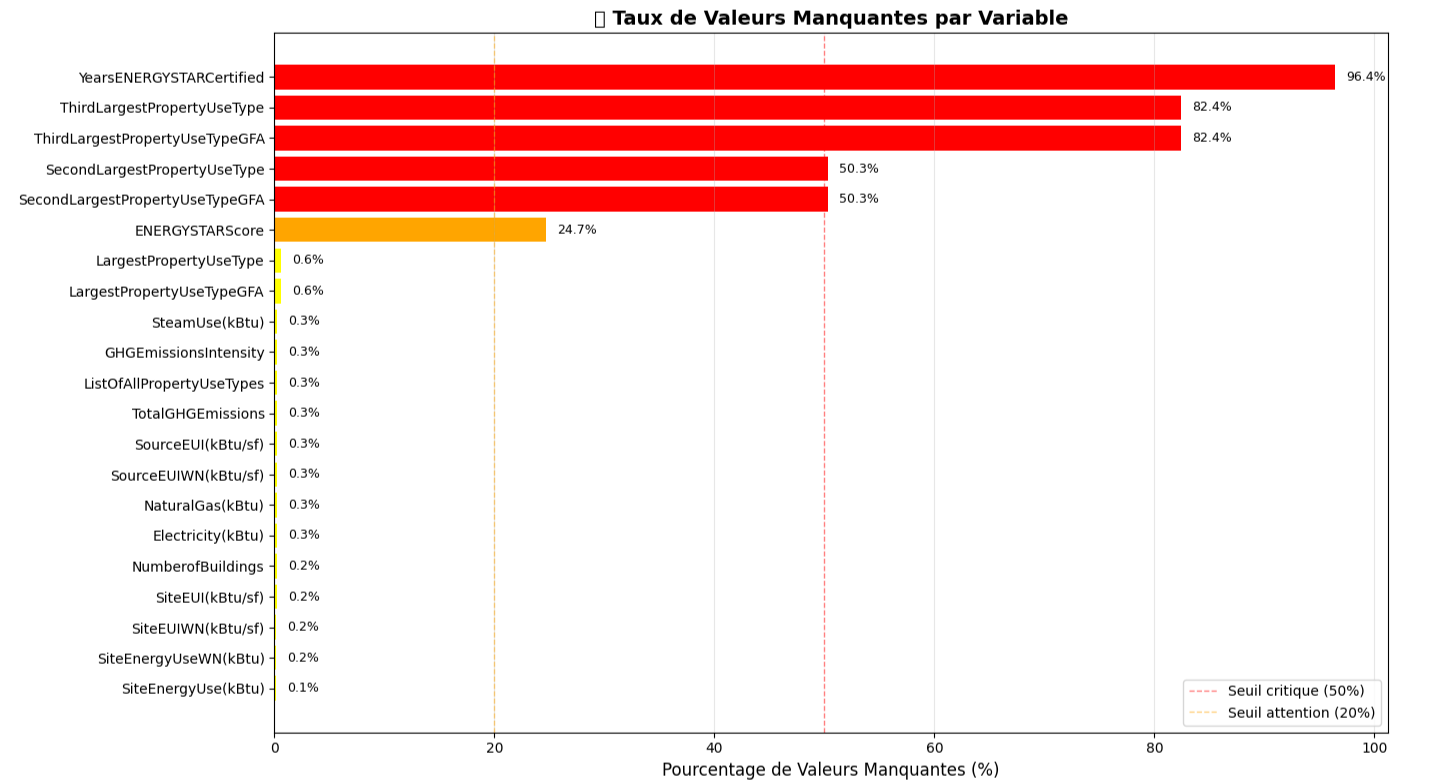 Taux de Valeurs Manquantes par Variable
YearsENERGYSTARCertified 96.4%
ThirdLargestPropertyUseType 82.4%
ThirdLargestPropertyUseTypeGFA 82.4%
SecondLargestPropertyUseType 50.3%
SecondLargestPropertyUseTypeGFA 50.3%
ENERGYSTARScore 24.7%
LargestPropertyUseType 0.6%
LargestPropertyUseTypeGFA 0.6%
SteamUse(kBtu) 0.3%
GHGEmissionsIntensity 0.3%
ListOfAllPropertyUseTypes 0.3%
TotalGHGEmissions 0.3%
SourceEUI(kBtu/sf) 0.3%
SourceEUIWN(kBtu/sf) 0.3%
NaturalGas(kBtu) 0.3%
Electricity(kBtu) 0.3%
NumberofBuildings 0.2%
SiteEUI(kBtu/sf) 0.2%
SiteEUIWN(kBtu/sf) 0.2%
SiteEnergyUseWN(kBtu) 0.2%
SiteEnergyUse(kBtu) 0.1%
Seuil critique (50%)
Seuil attention (20%)
0 20 40 60 80 100
Pourcentage de Valeurs Manquantes (%)